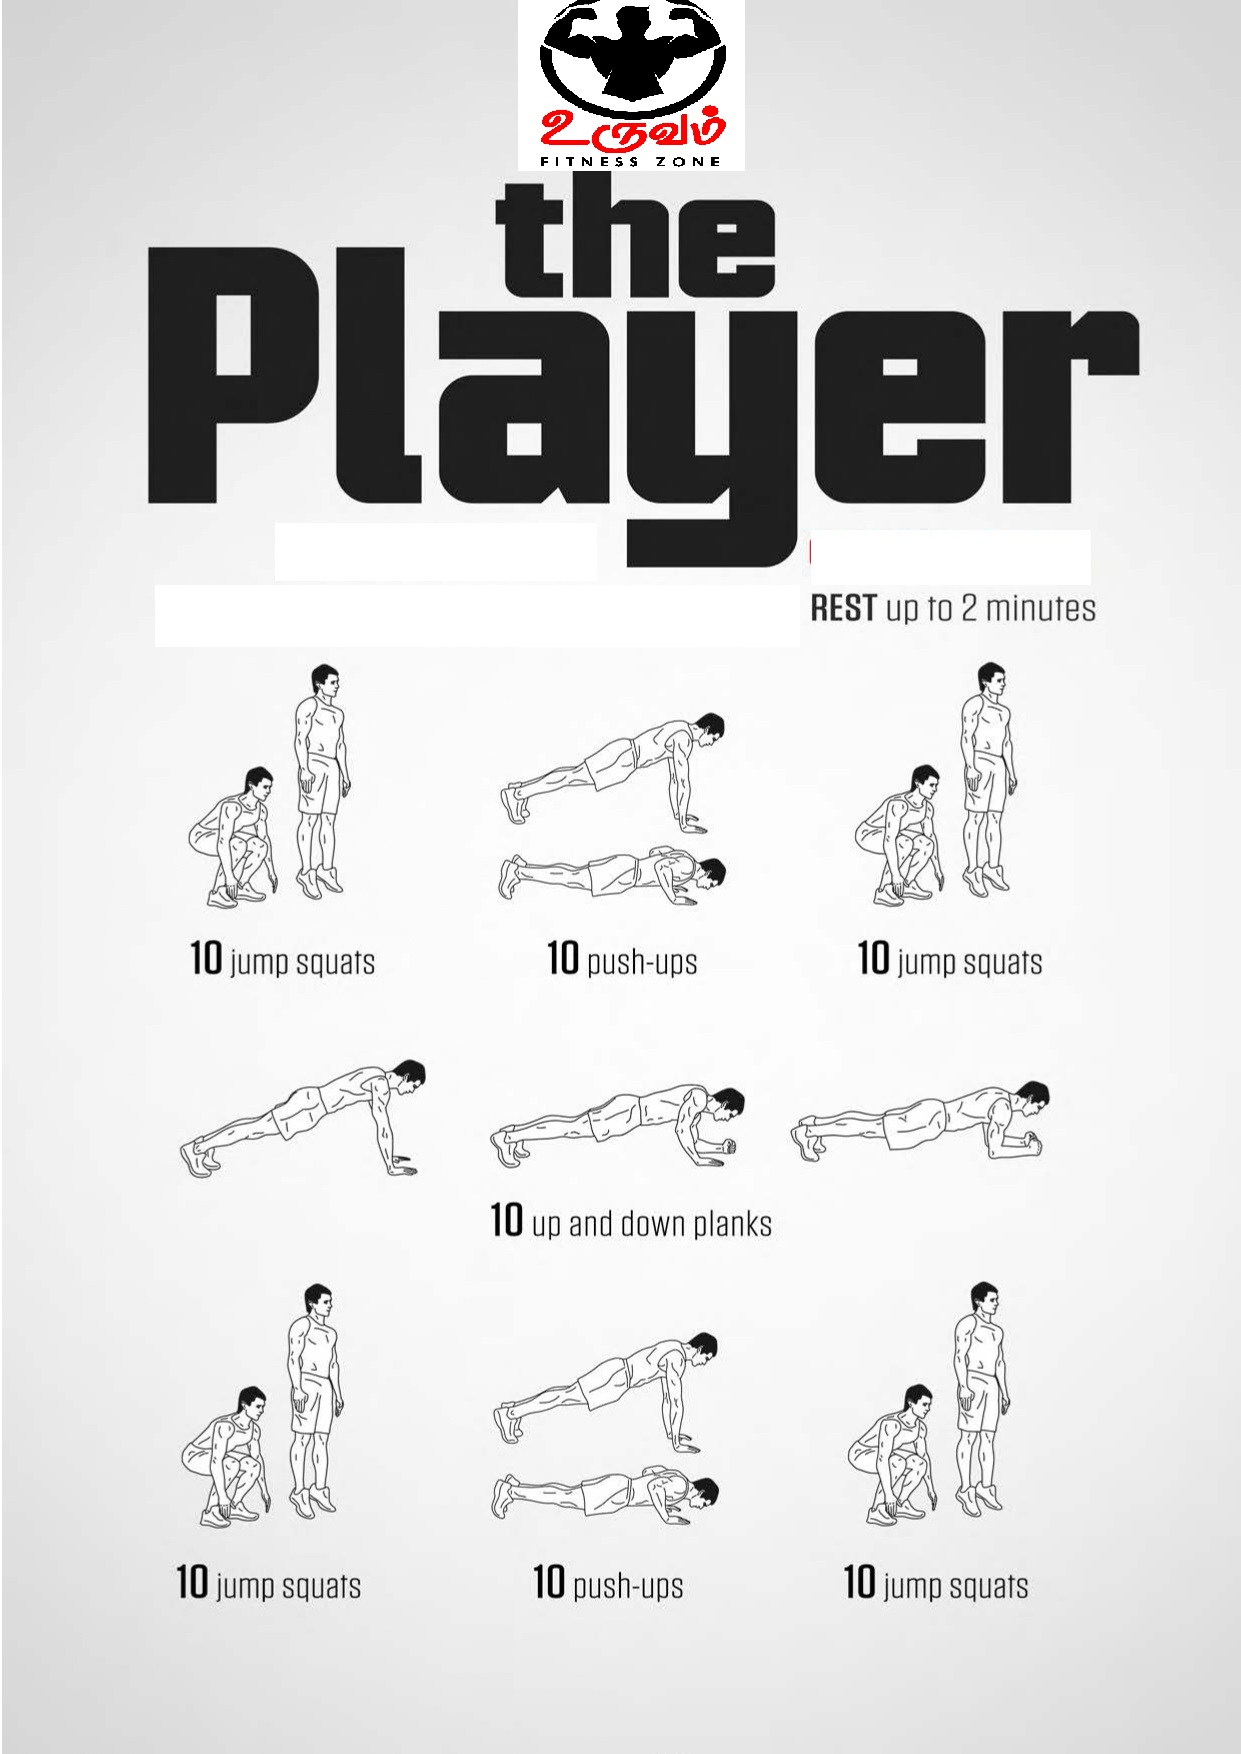 உருவம்
FITNESS ZONE
the
Player
REST up to 2 minutes
10 jump squats
10 push-ups
10 jump squats
10 up and down planks
10 jump squats
10 push-ups
10 jump squats